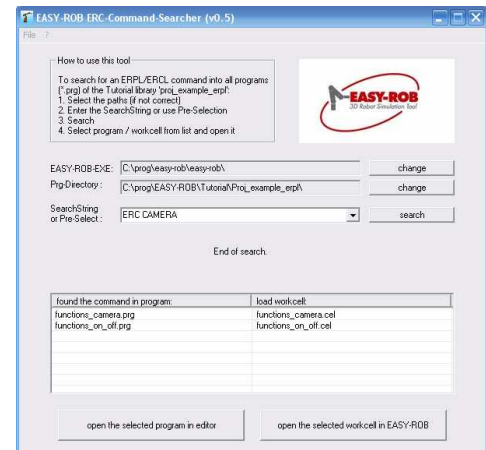 EASY-ROB ERC-Command-Searcher (v0.5)
File ?
How to use this tool
To search for an ERPL/ERCL command into all programs
(*.prg) of the Tutorial library 'proj_example_erpl':
1. Select the paths (if not correct)
2. Enter the SearchString or use Pre-Selection
3. Search
4. Select program / workcell from list and open it
EASY-ROB
3D Robot Simulation Tool
EASY-ROB-EXE: C:\prog\easy-rob\easy-rob\ change
Prg-Directory: C:\prog\EASY-ROB\Tutorial\Proj_example_erpl\ change
SearchString
or Pre-Select: ERC CAMERA search
End of search.
found the command in program: load workcell:
functions_camera.prg functions_camera.cel
functions_on_off.prg functions_on_off.cel
open the selected program in editor open the selected workcell in EASY-ROB